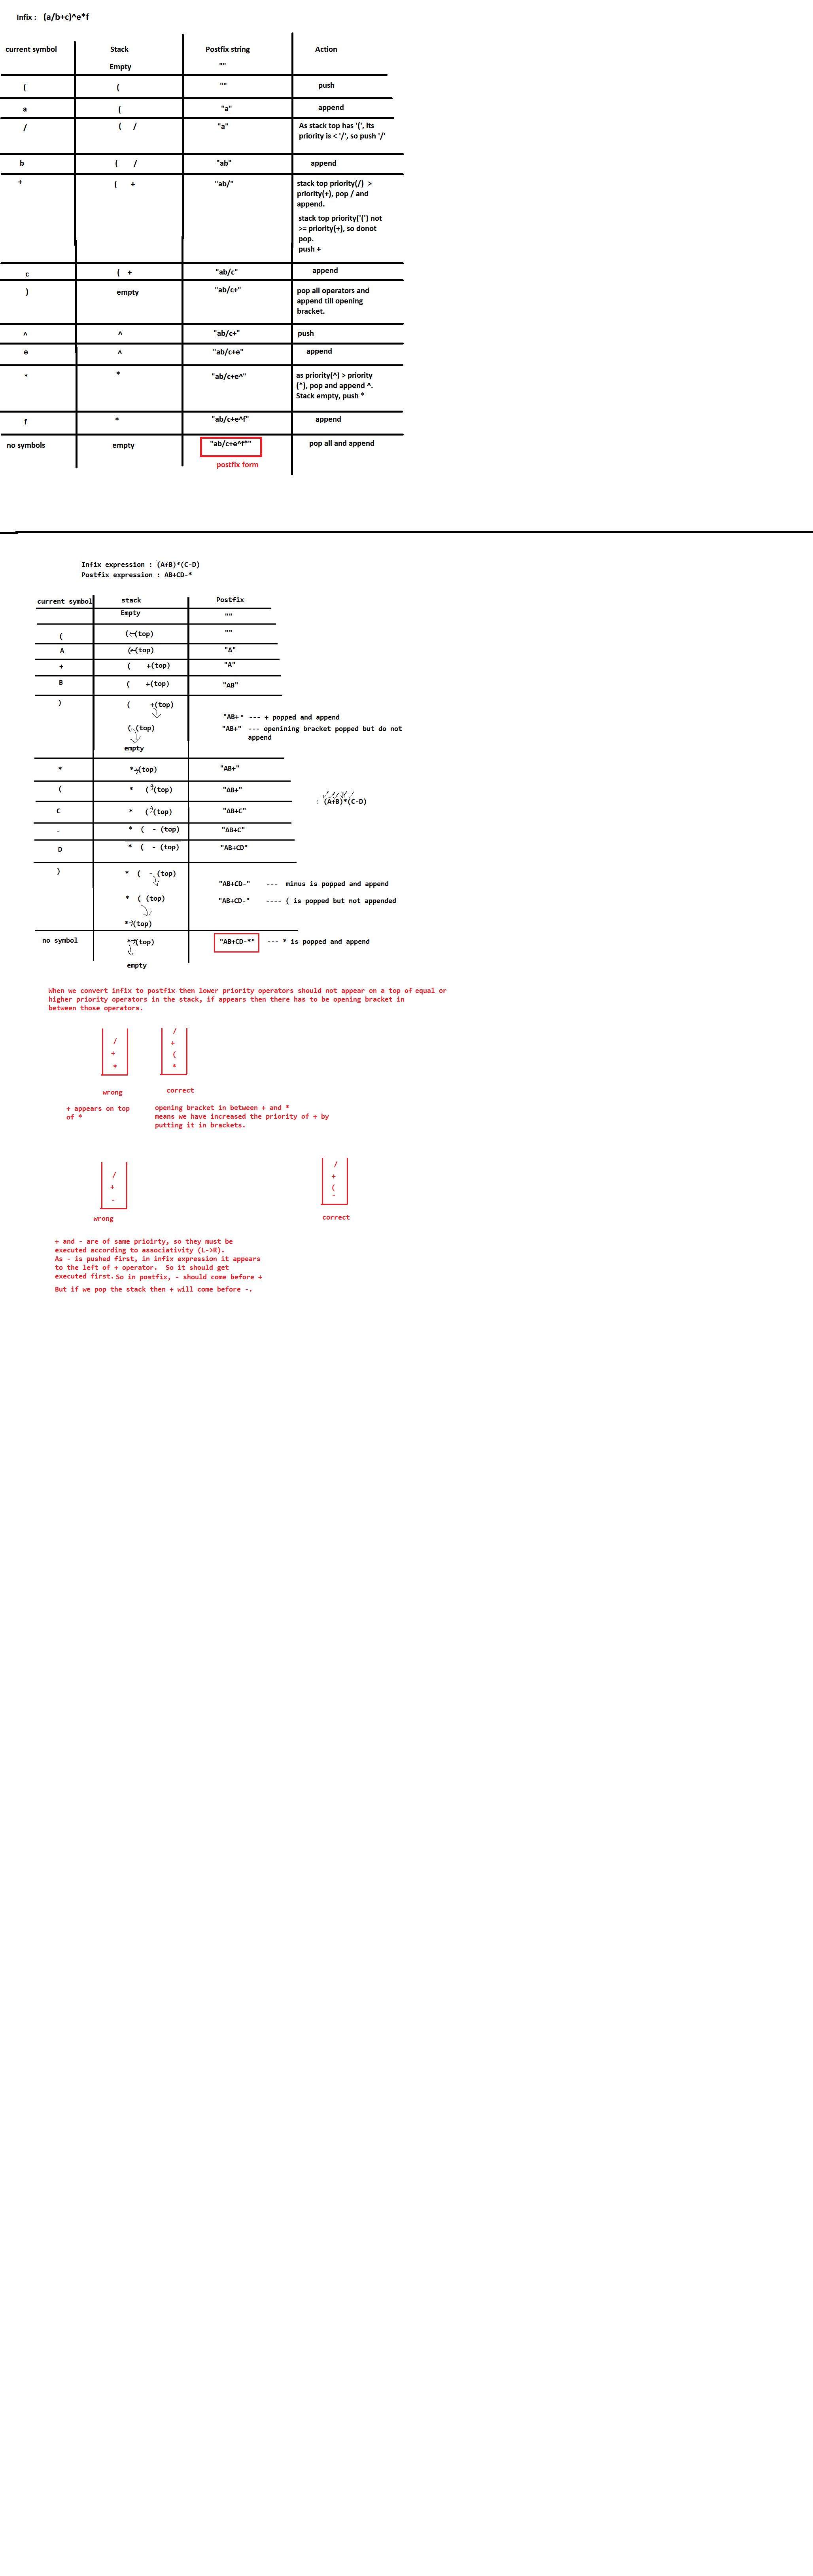 Infix : (a/b+c)^e*f
current symbol Stack Postfix string Action
Empty ""
( ( "" push
a ( "a" append
/ ( / "a" As stack top has '(', its
priority is < '/', so push '/'
b ( / "ab" append
+ ( + "ab/" stack top priority(/) >
priority(+), pop / and
append.
stack top priority('(') not
>= priority(+), so donot
pop.
push +
c ( + "ab/c" append
) empty "ab/c+" pop all operators and
append till opening
bracket.
^ ^ "ab/c+" push
e ^ "ab/c+e" append
* * "ab/c+e^" as priority(^) > priority
(*), pop and append ^.
Stack empty, push *
f * "ab/c+e^f" append
no symbols empty "ab/c+e^f*" pop all and append
postfix form
Infix expression : (A+B)*(C-D)
Postfix expression : AB+CD-*
current symbol stack Postfix
Empty ""
( ( (top) ""
A ( (top) "A"
+ ( +(top) "A"
B ( +(top) "AB"
) ( +(top)
"AB+" --- + popped and append
( (top) "AB+" --- openining bracket popped but do not
append
empty
* * (top) "AB+"
( * ( (top) "AB+"
: (A+B)*(C-D)
C * ( (top) "AB+C"
- * ( - (top) "AB+C"
D * ( - (top) "AB+CD"
) * ( - (top)
"AB+CD-" --- minus is popped and append
* ( (top) "AB+CD-" ---- ( is popped but not appended
* (top)
no symbol * (top) "AB+CD-*" --- * is popped and append
empty
When we convert infix to postfix then lower priority operators should not appear on a top of equal or
higher priority operators in the stack, if appears then there has to be opening bracket in
between those operators.
/ /
+ +
* (
*
wrong correct
+ appears on top
of *
opening bracket in between + and *
means we have increased the priority of + by
putting it in brackets.
/ /
+ +
- (
-
wrong correct
+ and - are of same prioirty, so they must be
executed according to associativity (L->R).
As - is pushed first, in infix expression it appears
to the left of + operator. So it should get
executed first. So in postfix, - should come before +
But if we pop the stack then + will come before -.